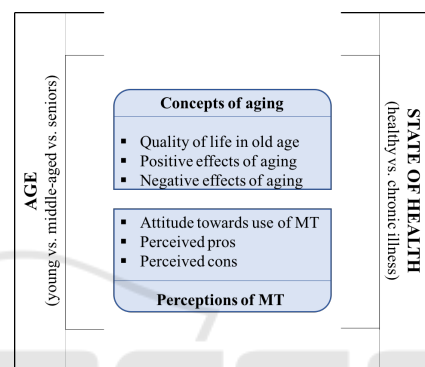 AGE
(young vs. middle-aged vs. seniors)
Concepts of aging
▪ Quality of life in old age
▪ Positive effects of aging
▪ Negative effects of aging
▪ Attitude towards use of MT
▪ Perceived pros
▪ Perceived cons
Perceptions of MT
STATE OF HEALTH
(healthy vs. chronic illness)